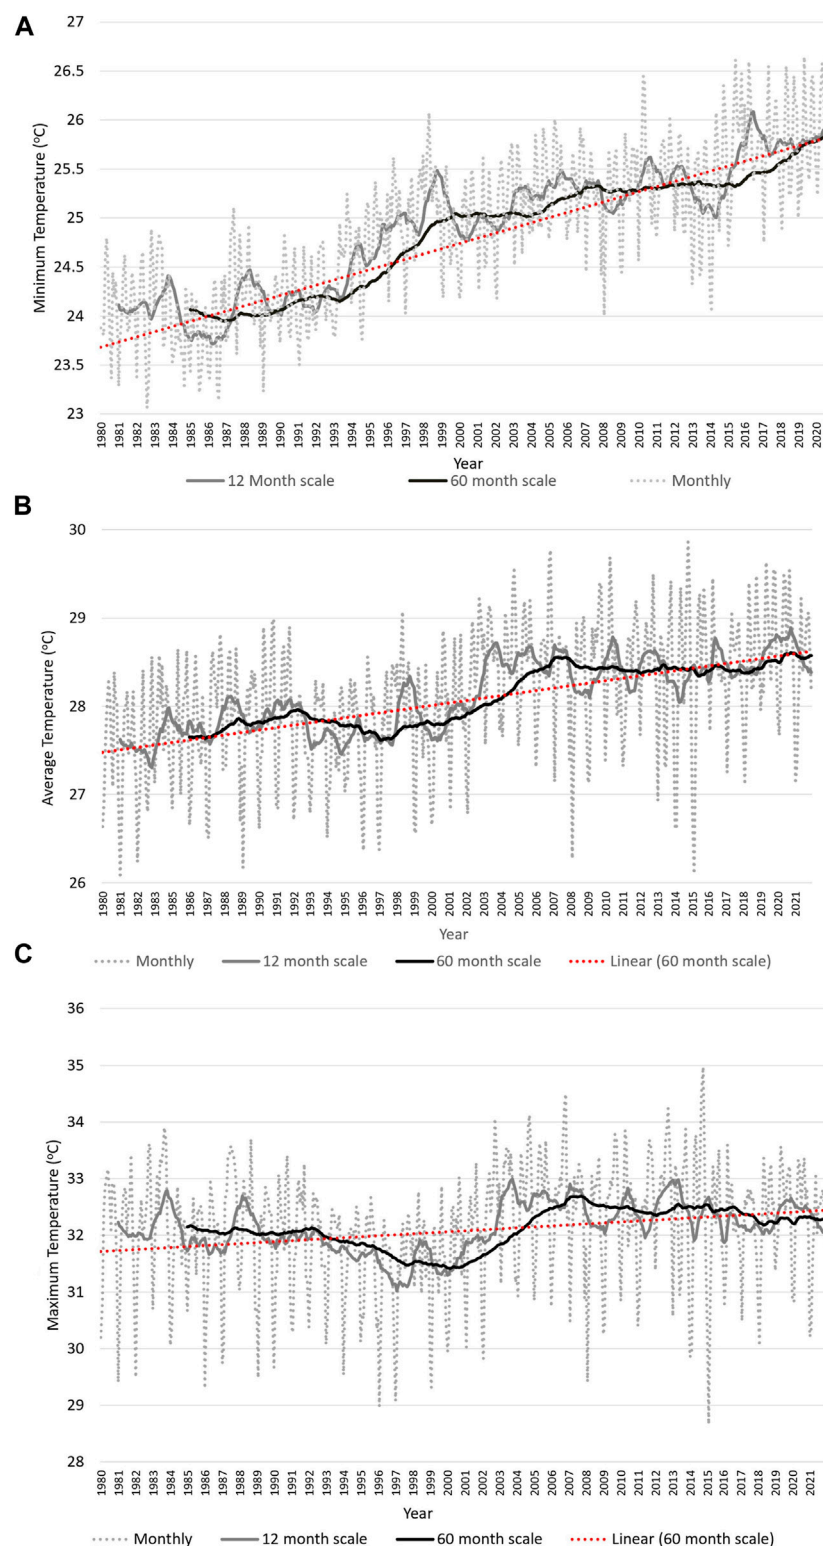 A
27
26.5
26
25.5
25
24.5
24
23.5
23
Minimum Temperature (°C)
1980 1981 1982 1983 1984 1985 1986 1987 1988 1989 1990 1991 1992 1993 1994 1995 1996 1997 1998 1999 2000 2001 2002 2003 2004 2005 2006 2007 2008 2009 2010 2011 2012 2013 2014 2015 2016 2017 2018 2019 2020
Year
12 Month scale 60 month scale Monthly
B
30
29
28
27
26
Average Temperature (°C)
1980 1981 1982 1983 1985 1986 1987 1988 1989 1990 1991 1992 1993 1994 1995 1996 1997 1998 1999 2000 2001 2002 2003 2004 2005 2006 2007 2008 2009 2010 2011 2012 2013 2014 2015 2016 2017 2018 2019 2020 2021
Year
Monthly 12 month scale 60 month scale Linear (60 month scale)
C
36
35
34
33
32
31
30
29
28
Maximum Temperature (°C)
1980 1981 1982 1983 1984 1985 1986 1987 1988 1989 1990 1991 1992 1993 1994 1995 1996 1997 1998 1999 2000 2001 2002 2003 2004 2005 2006 2007 2008 2009 2010 2011 2012 2013 2014 2015 2016 2017 2018 2019 2020 2021
Year
Monthly 12 month scale 60 month scale Linear (60 month scale)